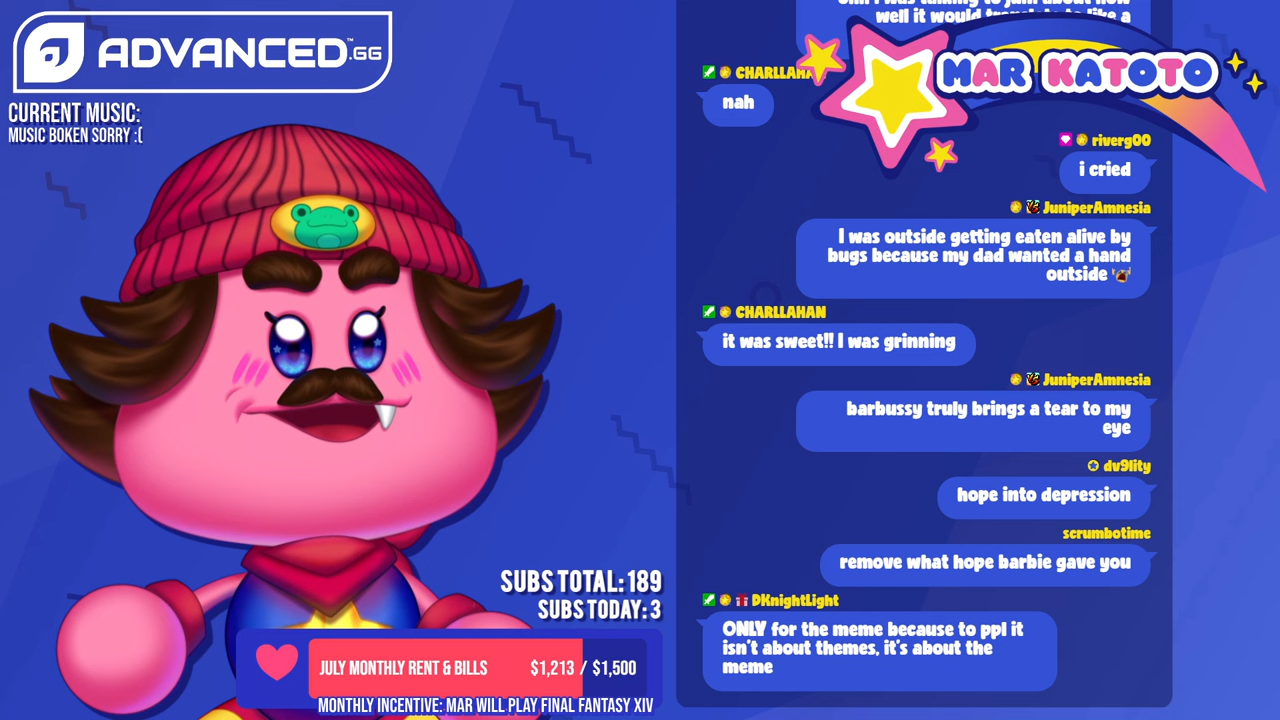 ADVANCED.GG™
CURRENT MUSIC:
MUSIC BOKEN SORRY :(
well it would translate to like a
MAR KATOTO
CHARLLAHA
nah
riverg00
i cried
JuniperAmnesia
I was outside getting eaten alive by
bugs because my dad wanted a hand
outside
CHARLLAHAN
it was sweet!! I was grinning
JuniperAmnesia
barbussy truly brings a tear to my
eye
dv9lity
hope into depression
scrumbotime
remove what hope barbie gave you
DKnightLight
ONLY for the meme because to ppl it
isn't about themes, it's about the
meme
SUBS TOTAL: 189
SUBS TODAY: 3
JULY MONTHLY RENT & BILLS $1,213 / $1,500
MONTHLY INCENTIVE: MAR WILL PLAY FINAL FANTASY XIV